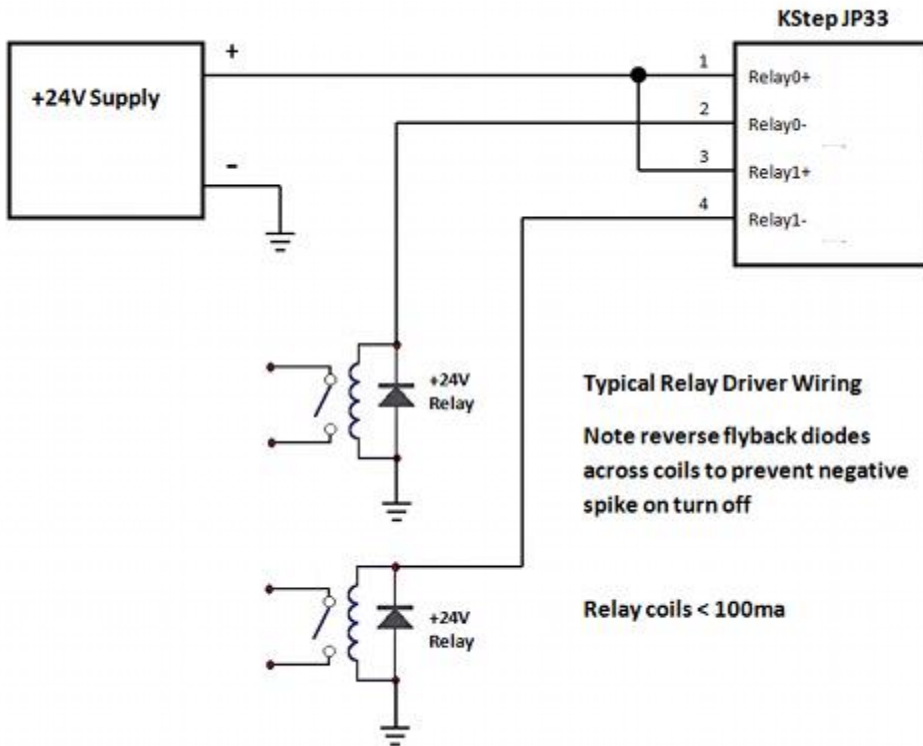 KStep JP33
+
+24V Supply
-
1
Relay0+
2
Relay0-
3
Relay1+
4
Relay1-
+24V
Relay
Typical Relay Driver Wiring
Note reverse flyback diodes
across coils to prevent negative
spike on turn off
+24V
Relay
Relay coils < 100ma